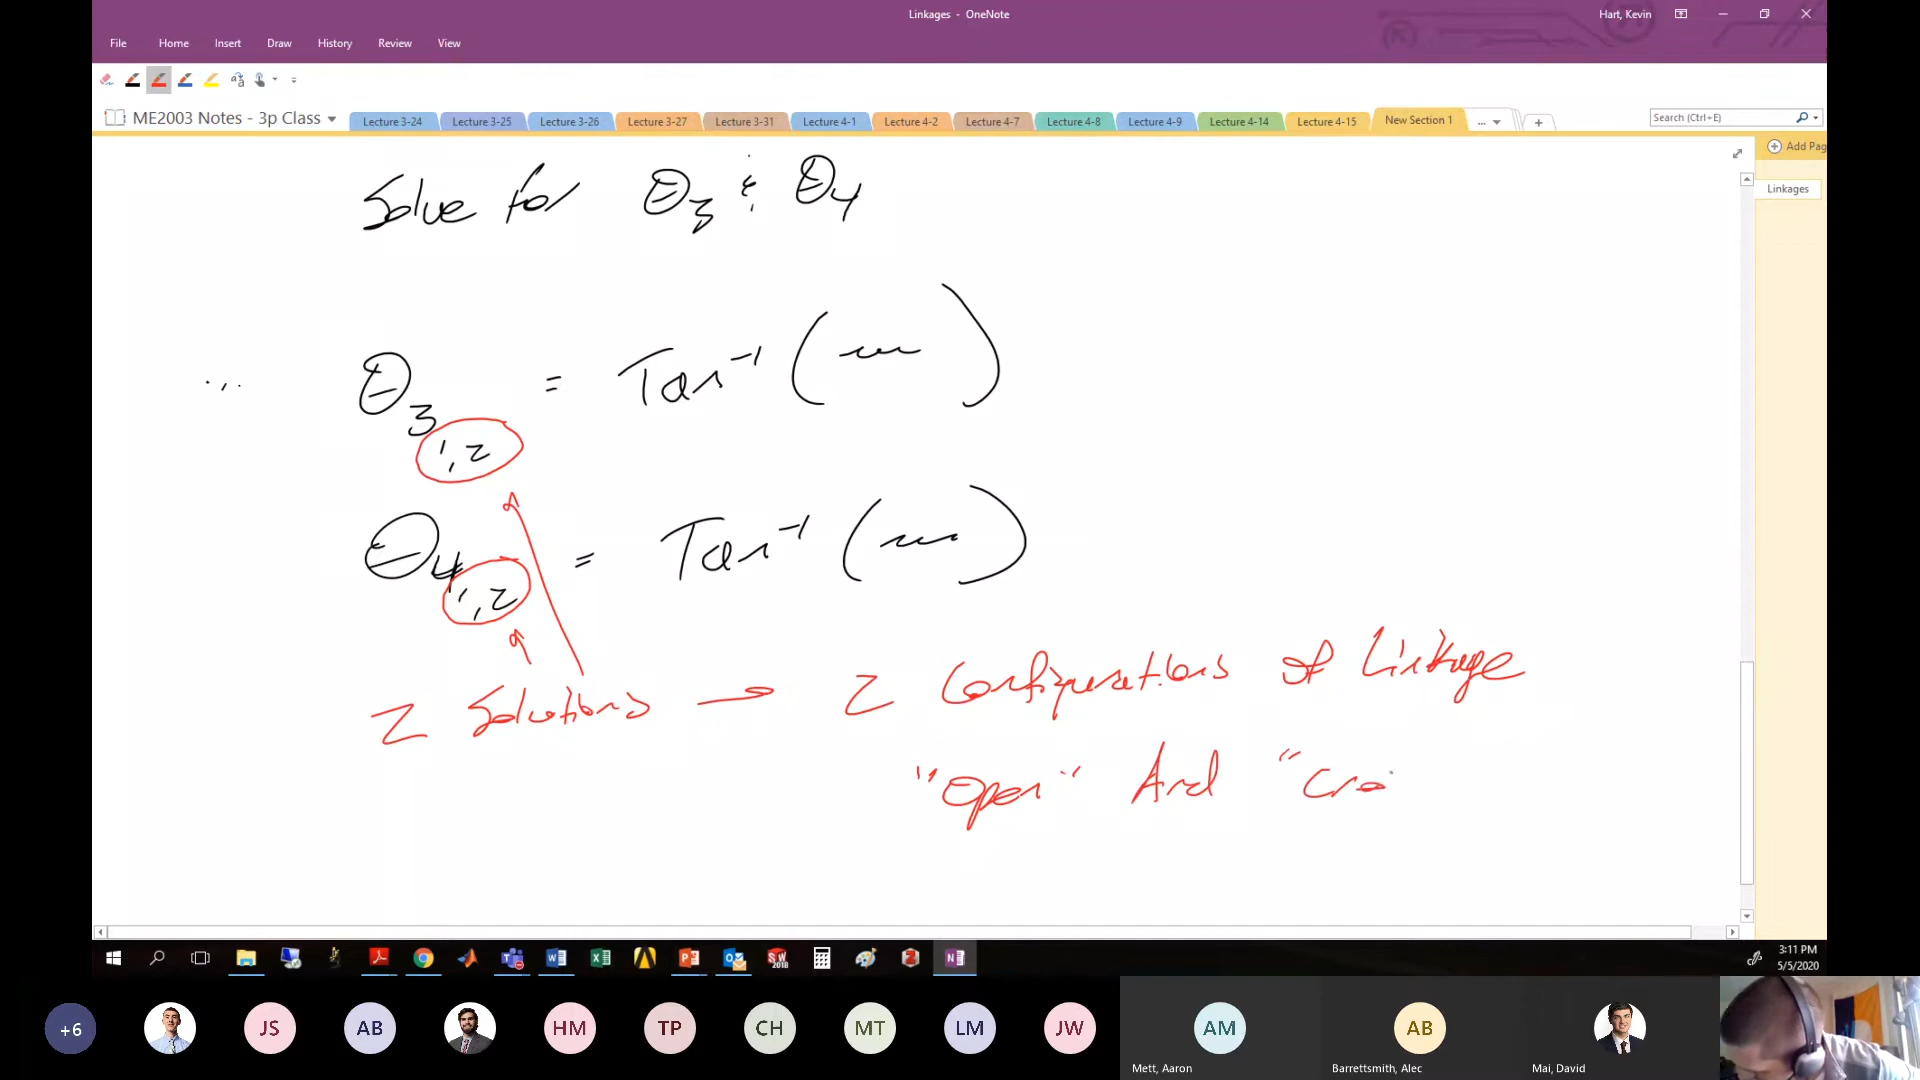 Linkages - OneNote
Hart, Kevin
File Home Insert Draw History Review View
ME2003 Notes - 3p Class
Lecture 3-24 Lecture 3-25 Lecture 3-26 Lecture 3-27 Lecture 3-31 Lecture 4-1 Lecture 4-2 Lecture 4-7 Lecture 4-8 Lecture 4-9 Lecture 4-14 Lecture 4-15 New Section 1 ... +
Search (Ctrl+E)
Add Pag
Linkages
Solve for Θ3 & Θ4
... Θ3 1,2 = Tan⁻¹ ( )
Θ4 1,2 = Tan⁻¹ ( )
2 Solutions → 2 Configurations of Linkage
"Open" And "Cro
3:11 PM
5/5/2020
+6 JS AB HM TP CH MT LM JW AM AB
Mett, Aaron Barrettsmith, Alec Mai, David